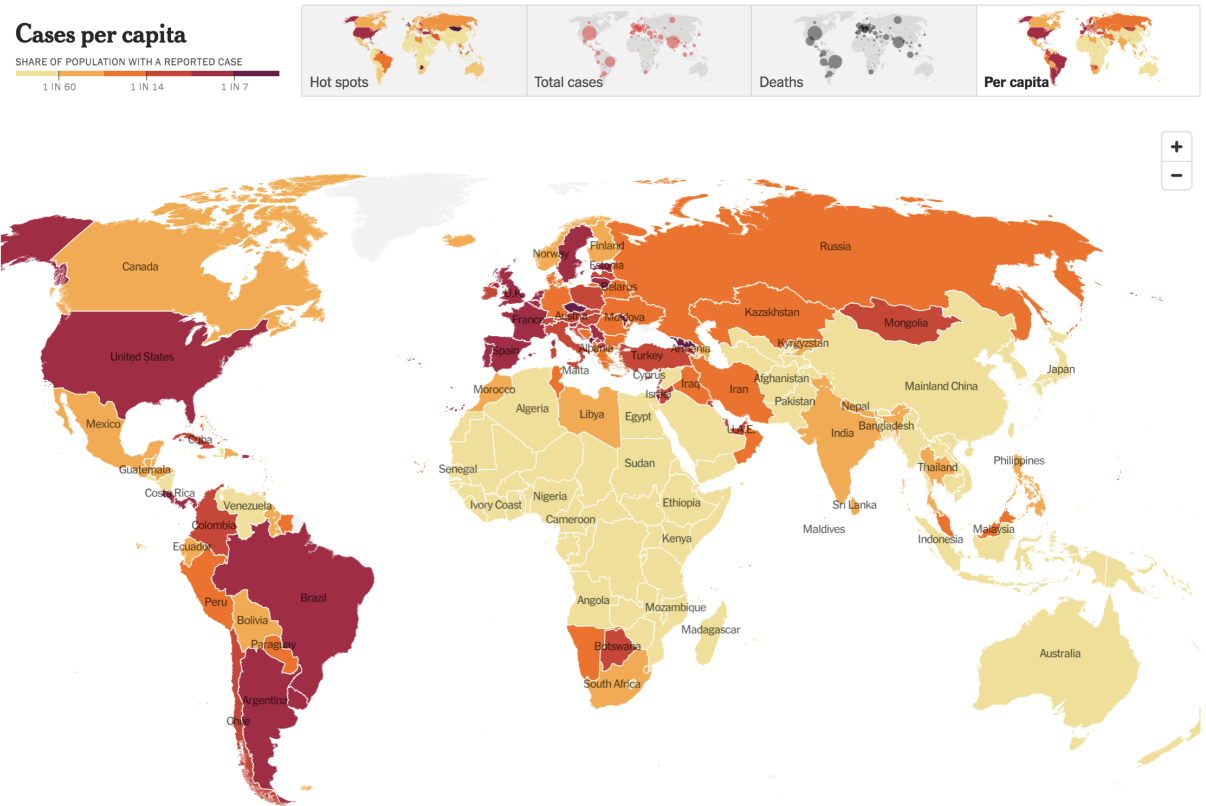 Cases per capita
SHARE OF POPULATION WITH A REPORTED CASE
1 IN 60 1 IN 14 1 IN 7
Hot spots
Total cases
Deaths
Per capita
+
−
Canada
Norway
Finland
Russia
Estonia
U.K.
Belarus
France
Austria
Moldova
Kazakhstan
Mongolia
United States
Spain
Albania
Turkey
Armenia
Kyrgyzstan
Malta
Cyprus
Japan
Mexico
Morocco
Algeria
Libya
Egypt
Israel
Iraq
Iran
Afghanistan
Pakistan
Mainland China
Nepal
Bangladesh
India
U.A.E.
Cuba
Guatemala
Senegal
Sudan
Thailand
Philippines
Costa Rica
Venezuela
Ivory Coast
Nigeria
Ethiopia
Sri Lanka
Colombia
Cameroon
Maldives
Malaysia
Ecuador
Kenya
Indonesia
Peru
Brazil
Angola
Mozambique
Bolivia
Madagascar
Paraguay
Botswana
Australia
South Africa
Argentina
Chile